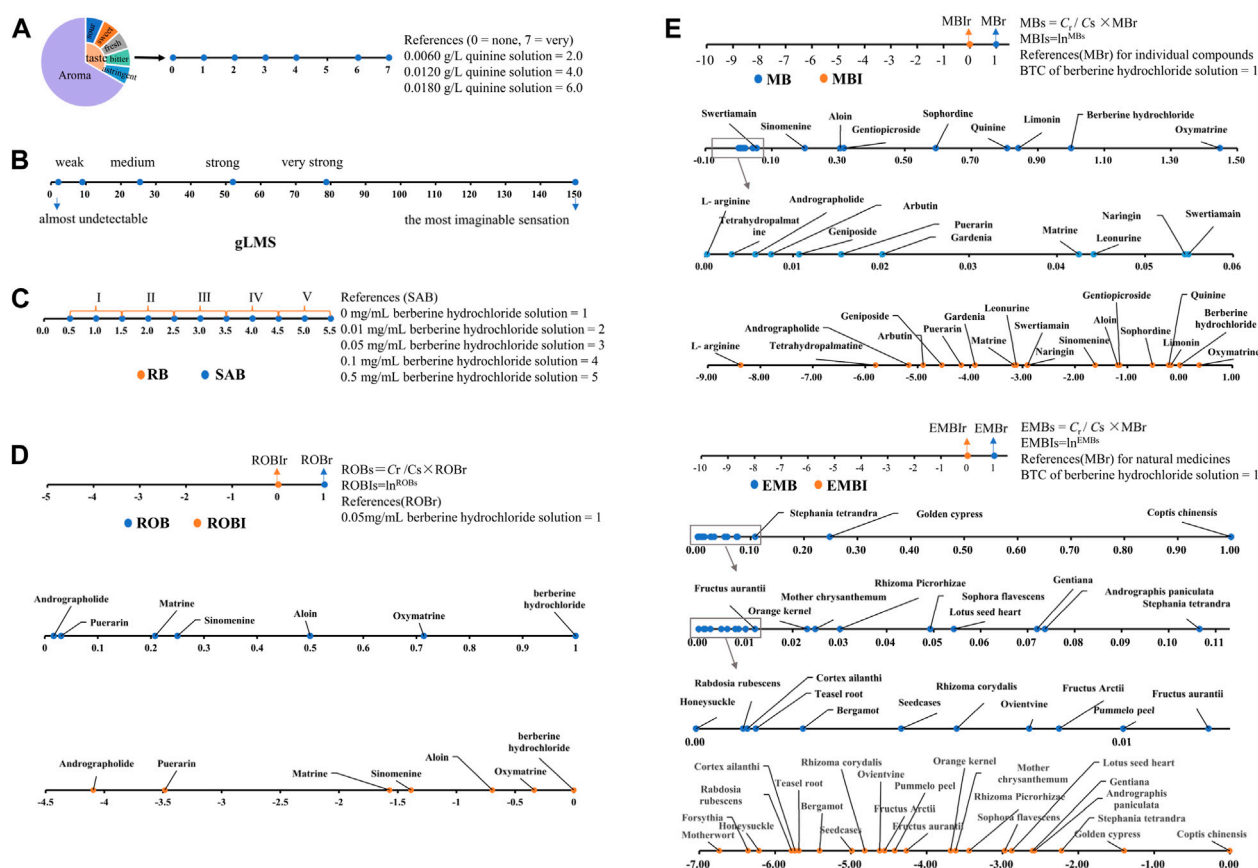 A
sour
sweet
fresh
bitter
astringent
taste
Aroma
0 1 2 3 4 5 6 7
References (0 = none, 7 = very)
0.0060 g/L quinine solution = 2.0
0.0120 g/L quinine solution = 4.0
0.0180 g/L quinine solution = 6.0
B
weak medium strong very strong
0 10 20 30 40 50 60 70 80 90 100 110 120 130 140 150
almost undetectable the most imaginable sensation
gLMS
C
I II III IV V
0.0 0.5 1.0 1.5 2.0 2.5 3.0 3.5 4.0 4.5 5.0 5.5
RB SAB
References (SAB)
0 mg/mL berberine hydrochloride solution = 1
0.01 mg/mL berberine hydrochloride solution = 2
0.05 mg/mL berberine hydrochloride solution = 3
0.1 mg/mL berberine hydrochloride solution = 4
0.5 mg/mL berberine hydrochloride solution = 5
D
ROBIr ROBr
-5 -4 -3 -2 -1 0 1
ROB ROBI
ROBs = Cr /Cs×ROBr
ROBIs=ln^ROBs
References(ROBr)
0.05mg/mL berberine hydrochloride solution = 1
berberine
hydrochloride
Andrographolide Matrine Aloin Oxymatrine
Puerarin Sinomenine
0 0.1 0.2 0.3 0.4 0.5 0.6 0.7 0.8 0.9 1
berberine
hydrochloride
Andrographolide Puerarin Matrine Sinomenine Aloin Oxymatrine
-4.5 -4 -3.5 -3 -2.5 -2 -1.5 -1 -0.5 0
E
MBIr MBr
-10 -9 -8 -7 -6 -5 -4 -3 -2 -1 0 1
MB MBI
MBs = Cr / Cs ×MBr
MBIs=ln^MBs
References(MBr) for individual compounds
BTC of berberine hydrochloride solution = 1
Swertiamain Aloin Sophordine Limonin Berberine hydrochloride
Sinomenine Gentiopicroside Quinine Oxymatrine
-0.10 0.10 0.30 0.50 0.70 0.90 1.10 1.30 1.50
L- arginine Andrographolide Arbutin Naringin Swertiamain
Tetrahydropalmat
ine
Geniposide Puerarin
Gardenia
Matrine Leonurine
0.00 0.01 0.02 0.03 0.04 0.05 0.06
Gentiopicroside Quinine
Leonurine Berberine
hydrochloride
Geniposide Gardenia Aloin
Andrographolide Puerarin Swertiamain Sophordine
L- arginine Tetrahydropalmatine Arbutin Matrine Naringin Sinomenine Limonin Oxymatrine
-9.00 -8.00 -7.00 -6.00 -5.00 -4.00 -3.00 -2.00 -1.00 0.00 1.00
EMBIr EMBr
-10 -9 -8 -7 -6 -5 -4 -3 -2 -1 0 1
EMB EMBI
EMBs = Cr / Cs ×MBr
EMBIs=ln^EMBs
References(MBr) for natural medicines
BTC of berberine hydrochloride solution = 1
Stephania tetrandra Golden cypress Coptis chinensis
0.00 0.10 0.20 0.30 0.40 0.50 0.60 0.70 0.80 0.90 1.00
Rhizoma Picrorhizae Gentiana
Fructus aurantii Mother chrysanthemum Sophora flavescens Andrographis paniculata
Orange kernel Lotus seed heart Stephania tetrandra
0.00 0.01 0.02 0.03 0.04 0.05 0.06 0.07 0.08 0.09 0.10 0.11
Rabdosia rubescens Cortex ailanthi Rhizoma corydalis Fructus Arctii Fructus aurantii
Honeysuckle Teasel root Seedcases Ovientvine Pummelo peel
Bergamot
0.00 0.01
Cortex ailanthi Rhizoma corydalis Orange kernel Mother
chrysanthemum
Lotus seed heart
Teasel root Ovientvine Pummelo peel Gentiana
Rabdosia
rubescens
Bergamot Fructus Arctii Rhizoma Picrorhizae Andrographis
paniculata
Forsythia Honeysuckle Seedcases Fructus aurantii Sophora flavescens Stephania tetrandra
Motherwort Golden cypress Coptis chinensis
-7.00 -6.00 -5.00 -4.00 -3.00 -2.00 -1.00 0.00